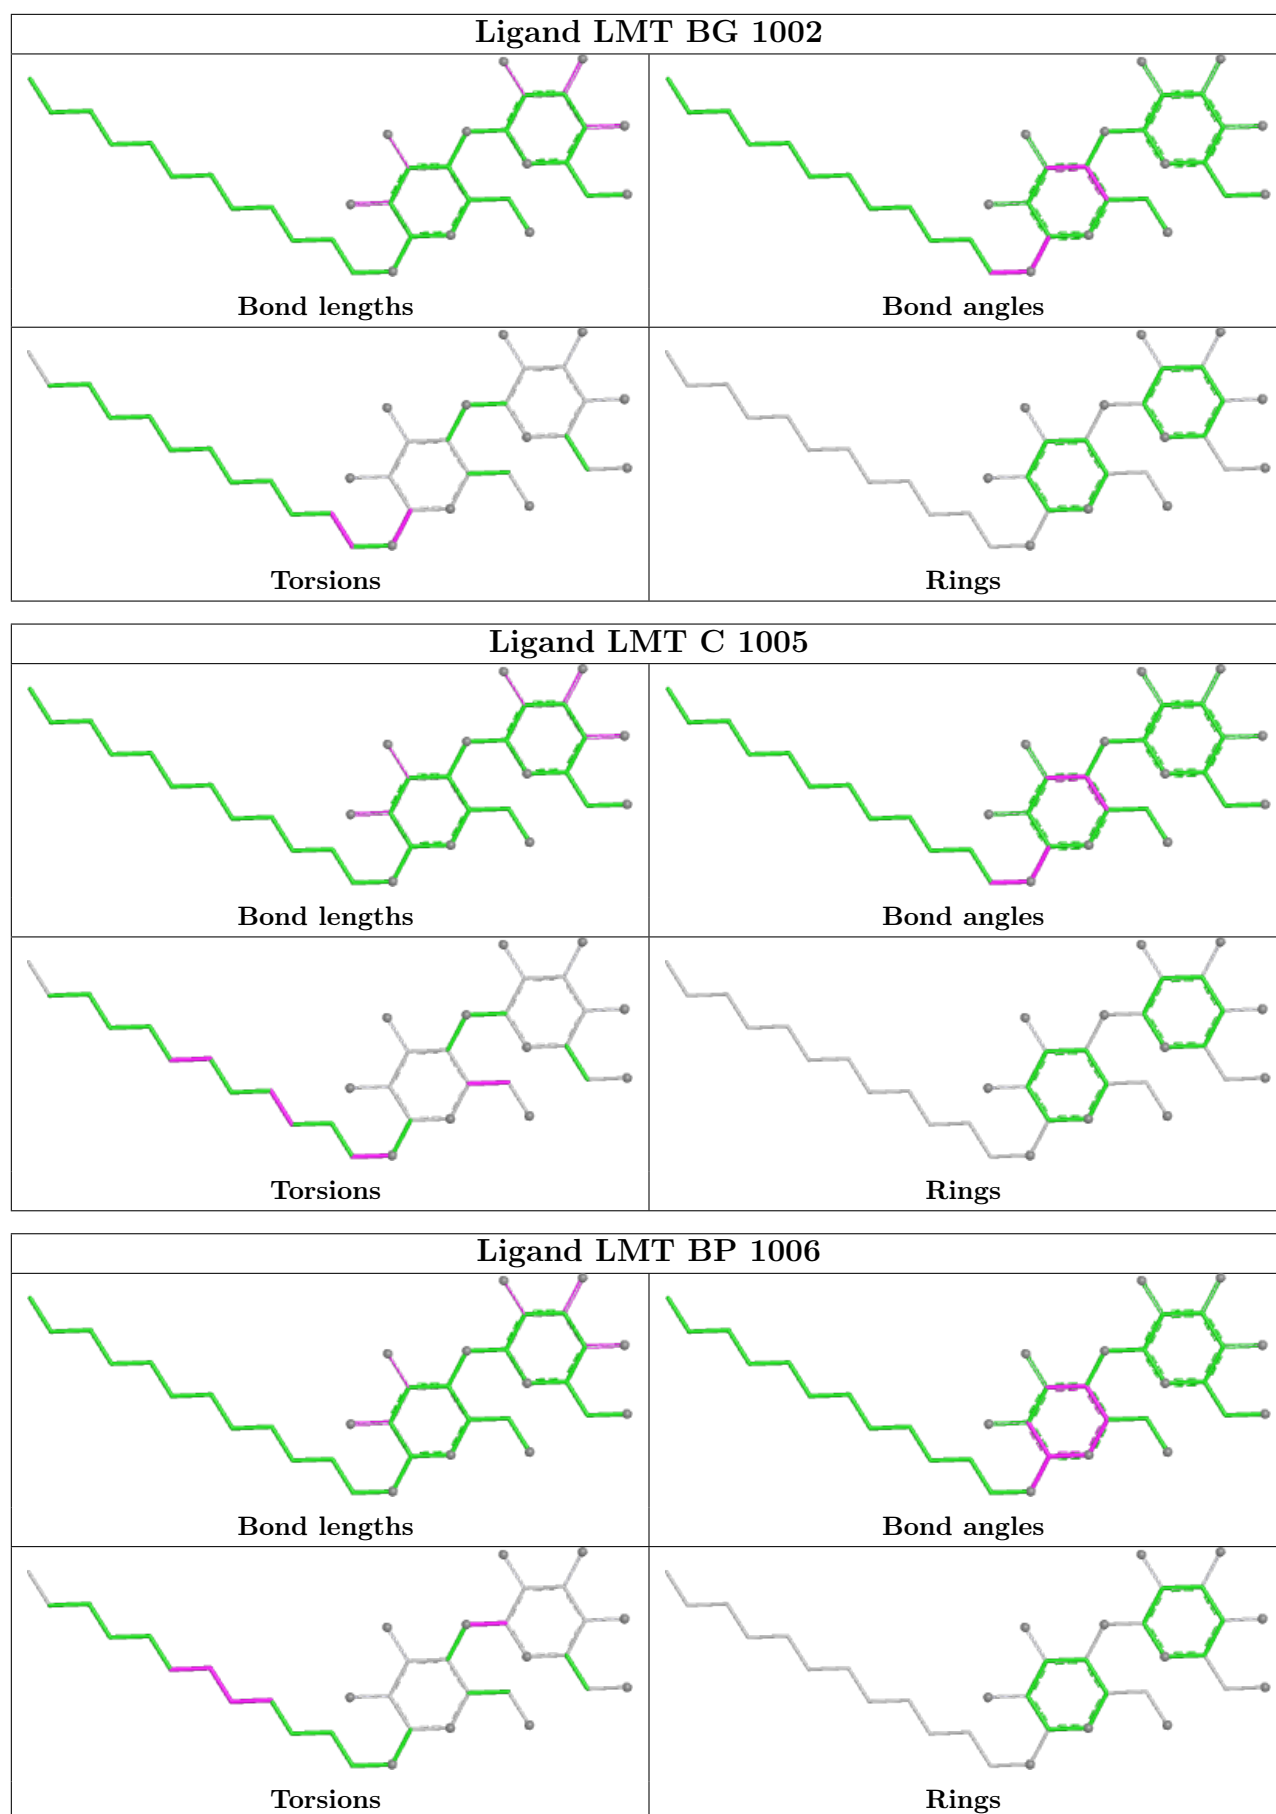 Ligand LMT BG 1002
Bond lengths
Bond angles
Torsions
Rings
Ligand LMT C 1005
Bond lengths
Bond angles
Torsions
Rings
Ligand LMT BP 1006
Bond lengths
Bond angles
Torsions
Rings